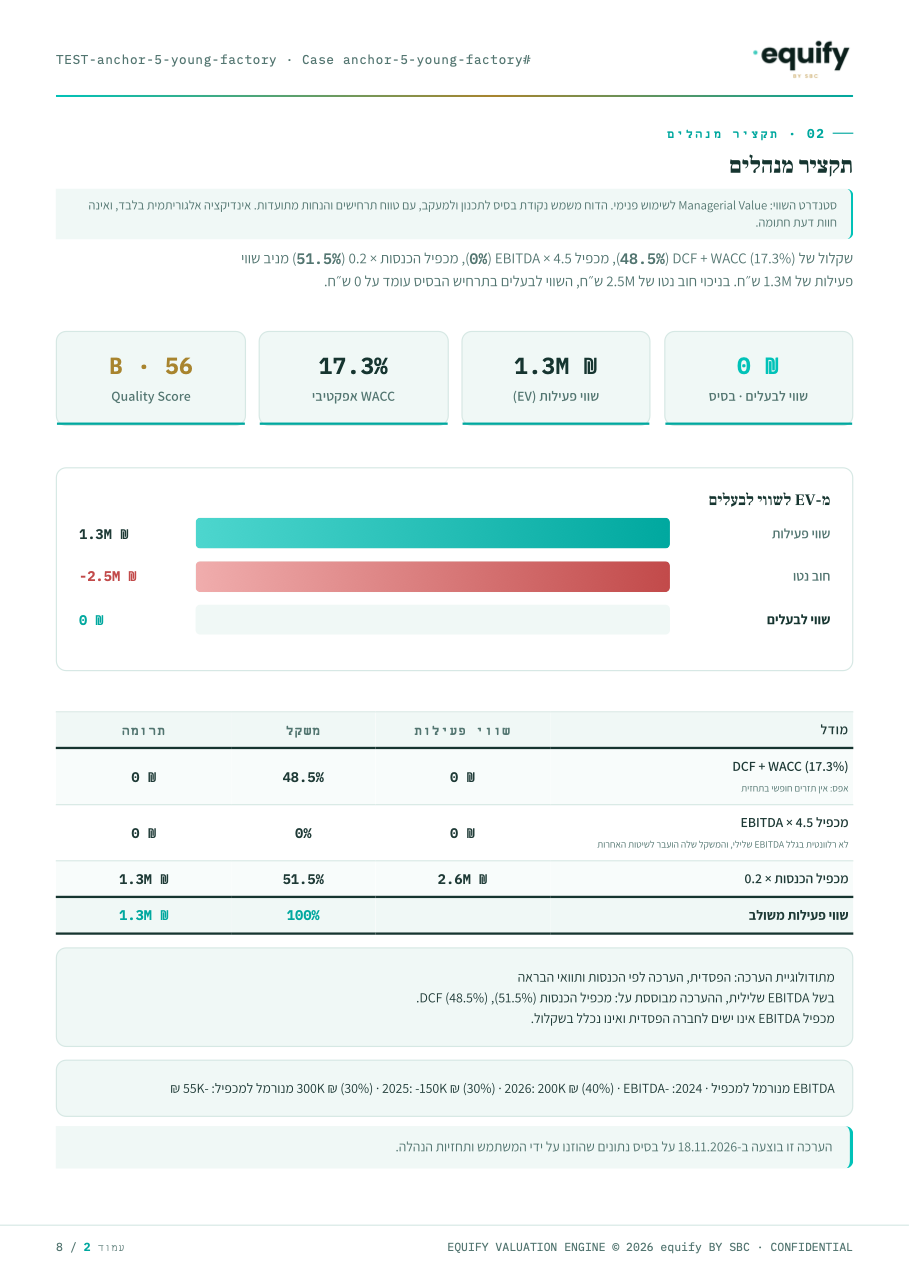 TEST-anchor-5-young-factory · Case anchor-5-young-factory#
equify
BY SBC
02 · תקציר מנהלים
תקציר מנהלים
סטנדרט השווי: Managerial Value לשימוש פנימי. הדוח משמש נקודת בסיס לתכנון ולמעקב, עם טווח תרחישים והנחות מתועדות. אינדיקציה אלגוריתמית בלבד, ואינה
חוות דעת חתומה.
שקלול של DCF + WACC (17.3%) (48.5%), מכפיל EBITDA × 4.5 (0%), מכפיל הכנסות × 0.2 (51.5%) מניב שווי
פעילות של 1.3M ש״ח. בניכוי חוב נטו של 2.5M ש״ח, השווי לבעלים בתרחיש הבסיס עומד על 0 ש״ח.
0 ₪
שווי לבעלים · בסיס
1.3M ₪
שווי פעילות (EV)
17.3%
WACC אפקטיבי
B · 56
Quality Score
מ-EV לשווי לבעלים
שווי פעילות 1.3M ₪
חוב נטו -2.5M ₪
שווי לבעלים 0 ₪
מודל שווי פעילות משקל תרומה
DCF + WACC (17.3%) 0 ₪ 48.5% 0 ₪
אפס: אין תזרים חופשי בתחזית
מכפיל EBITDA × 4.5 0 ₪ 0% 0 ₪
לא רלוונטית בגלל EBITDA שלילי, והמשקל שלה הועבר לשיטות האחרות
מכפיל הכנסות × 0.2 2.6M ₪ 51.5% 1.3M ₪
שווי פעילות משולב 100% 1.3M ₪
מתודולוגיית הערכה: הפסדית, הערכה לפי הכנסות ותוואי הבראה
בשל EBITDA שלילית, ההערכה מבוססת על: מכפיל הכנסות (51.5%), DCF (48.5%).
מכפיל EBITDA אינו ישים לחברה הפסדית ואינו נכלל בשקלול.
EBITDA מנורמל למכפיל · 2024: -300K ₪ (30%) · 2025: -150K ₪ (30%) · 2026: 200K ₪ (40%) · EBITDA מנורמל למכפיל: -55K ₪
הערכה זו בוצעה ב-18.11.2026 על בסיס נתונים שהוזנו על ידי המשתמש ותחזיות הנהלה.
EQUIFY VALUATION ENGINE © 2026 equify BY SBC · CONFIDENTIAL
עמוד 2 / 8